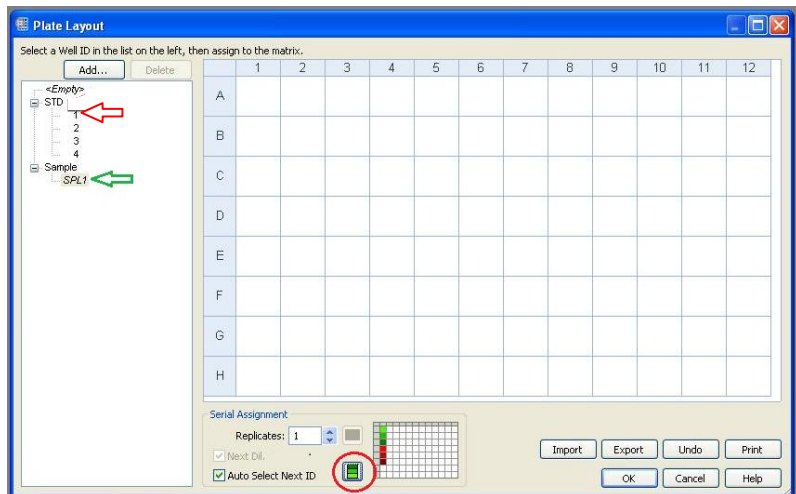 Plate Layout
Select a Well ID in the list on the left, then assign to the matrix.
Add... Delete
1 2 3 4 5 6 7 8 9 10 11 12
<Empty>
STD
1
2
3
4
Sample
SPL1
A
B
C
D
E
F
G
H
Serial Assignment
Replicates: 1
Next Dil.
Auto Select Next ID
Import Export Undo Print
OK Cancel Help